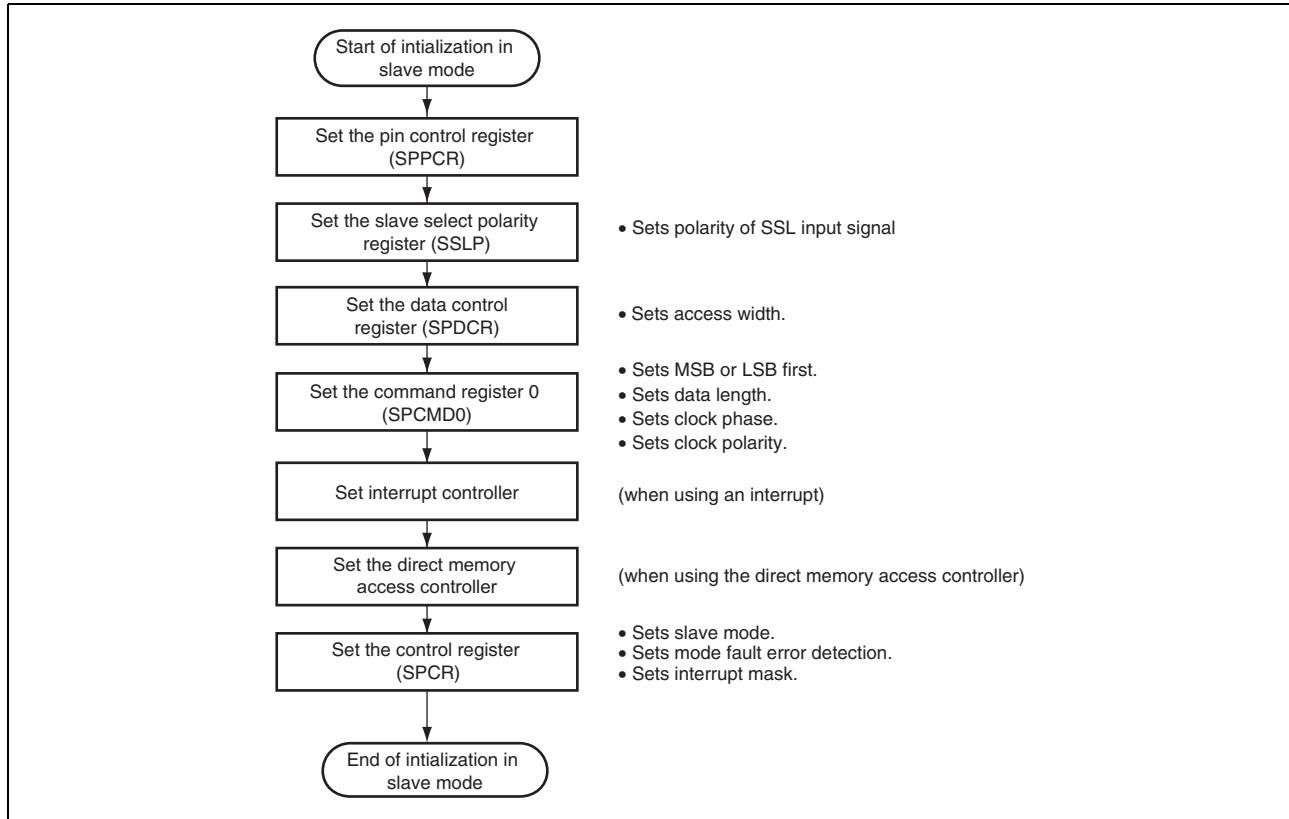 Start of intialization in
slave mode
Set the pin control register
(SPPCR)
Set the slave select polarity
register (SSLP)
• Sets polarity of SSL input signal
Set the data control
register (SPDCR)
• Sets access width.
Set the command register 0
(SPCMD0)
• Sets MSB or LSB first.
• Sets data length.
• Sets clock phase.
• Sets clock polarity.
Set interrupt controller
(when using an interrupt)
Set the direct memory
access controller
(when using the direct memory access controller)
Set the control register
(SPCR)
• Sets slave mode.
• Sets mode fault error detection.
• Sets interrupt mask.
End of intialization in
slave mode